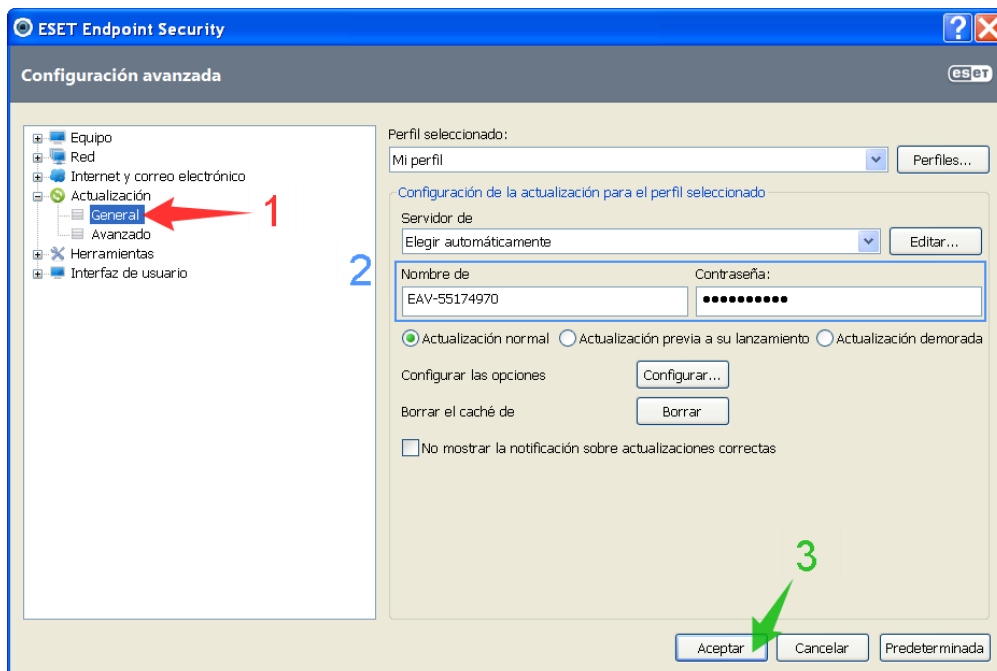 ESET Endpoint Security
Configuración avanzada
eset
Equipo
Red
Internet y correo electrónico
Actualización
General
Avanzado
Herramientas
Interfaz de usuario
1
2
Perfil seleccionado:
Mi perfil
Perfiles...
Configuración de la actualización para el perfil seleccionado
Servidor de
Elegir automáticamente
Editar...
Nombre de
Contraseña:
EAV-55174970
●●●●●●●●●●
Actualización normal
Actualización previa a su lanzamiento
Actualización demorada
Configurar las opciones
Configurar...
Borrar el caché de
Borrar
No mostrar la notificación sobre actualizaciones correctas
3
Aceptar
Cancelar
Predeterminada